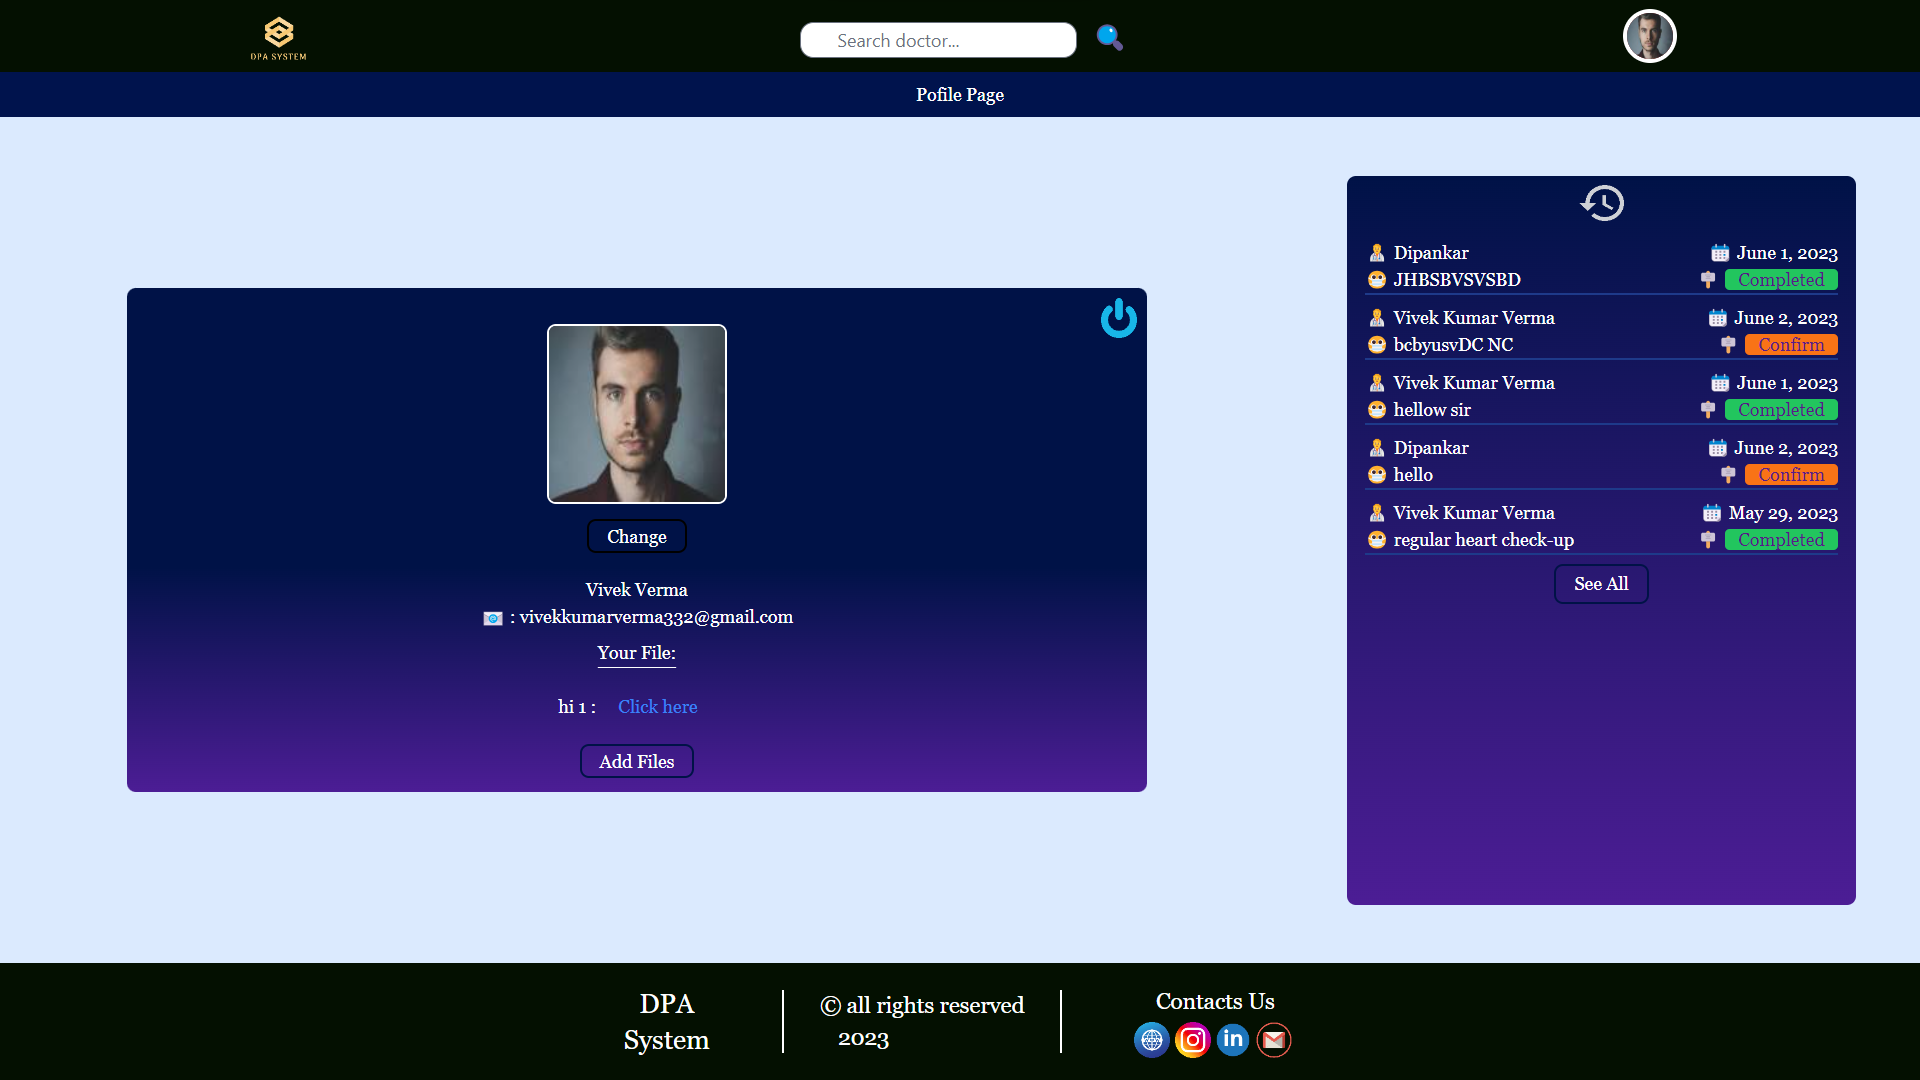 DPA SYSTEM
Search doctor...
Pofile Page
Change
Vivek Verma
: vivekkumarverma332@gmail.com
Your File:
hi 1 : Click here
Add Files
Dipankar June 1, 2023
JHBSBVSVSBD Completed
Vivek Kumar Verma June 2, 2023
bcbyusvDC NC Confirm
Vivek Kumar Verma June 1, 2023
hellow sir Completed
Dipankar June 2, 2023
hello Confirm
Vivek Kumar Verma May 29, 2023
regular heart check-up Completed
See All
DPA
System
© all rights reserved
2023
Contacts Us
in